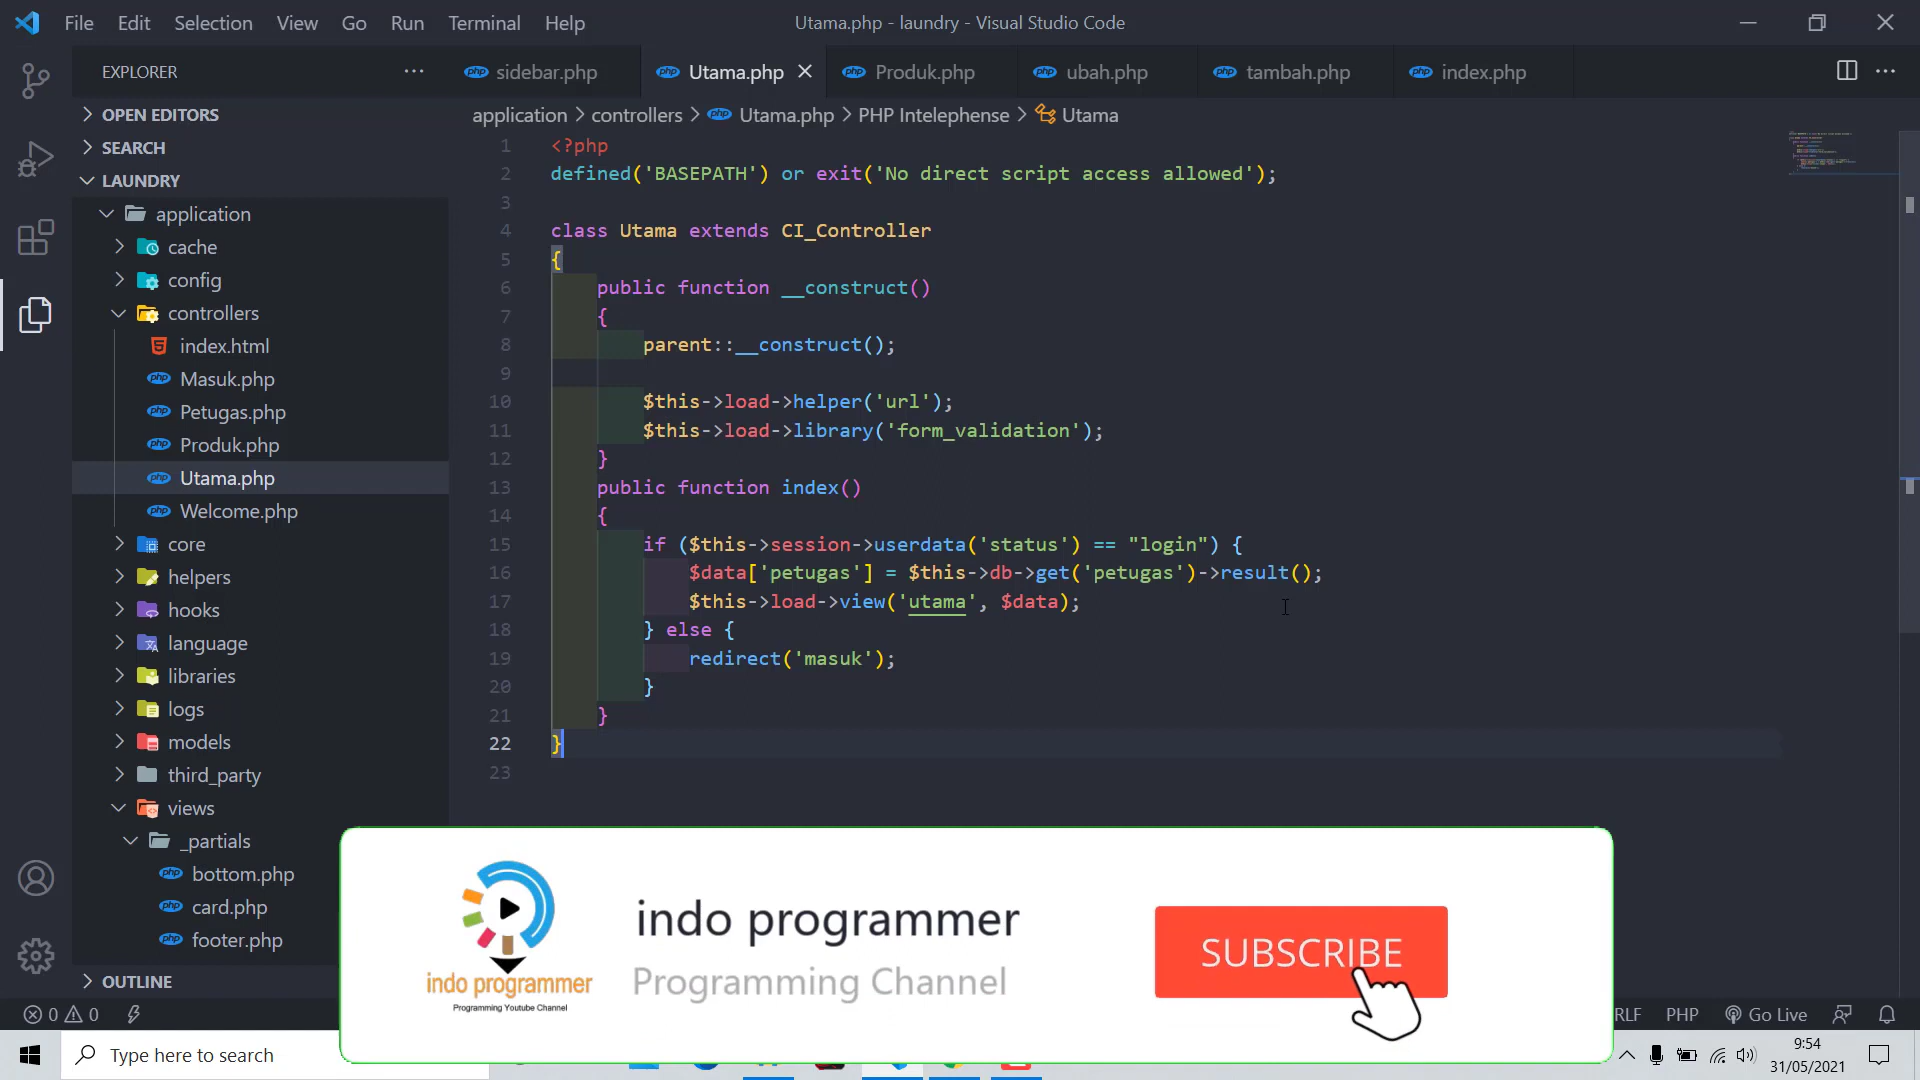 File Edit Selection View Go Run Terminal Help
Utama.php - laundry - Visual Studio Code
EXPLORER
sidebar.php
Utama.php
Produk.php
ubah.php
tambah.php
index.php
application > controllers > Utama.php > PHP Intelephense > Utama
OPEN EDITORS
SEARCH
LAUNDRY
application
cache
config
controllers
index.html
Masuk.php
Petugas.php
Produk.php
Utama.php
Welcome.php
core
helpers
hooks
language
libraries
logs
models
third_party
views
_partials
bottom.php
card.php
footer.php
OUTLINE
1 <?php
2 defined('BASEPATH') or exit('No direct script access allowed');
3
4 class Utama extends CI_Controller
5 {
6 public function __construct()
7 {
8 parent::__construct();
9
10 $this->load->helper('url');
11 $this->load->library('form_validation');
12 }
13 public function index()
14 {
15 if ($this->session->userdata('status') == "login") {
16 $data['petugas'] = $this->db->get('petugas')->result();
17 $this->load->view('utama', $data);
18 } else {
19 redirect('masuk');
20 }
21 }
22 }
23
indo programmer
Programming Youtube Channel
indo programmer
Programming Channel
SUBSCRIBE
0 0
RLF PHP Go Live
Type here to search
9:54
31/05/2021